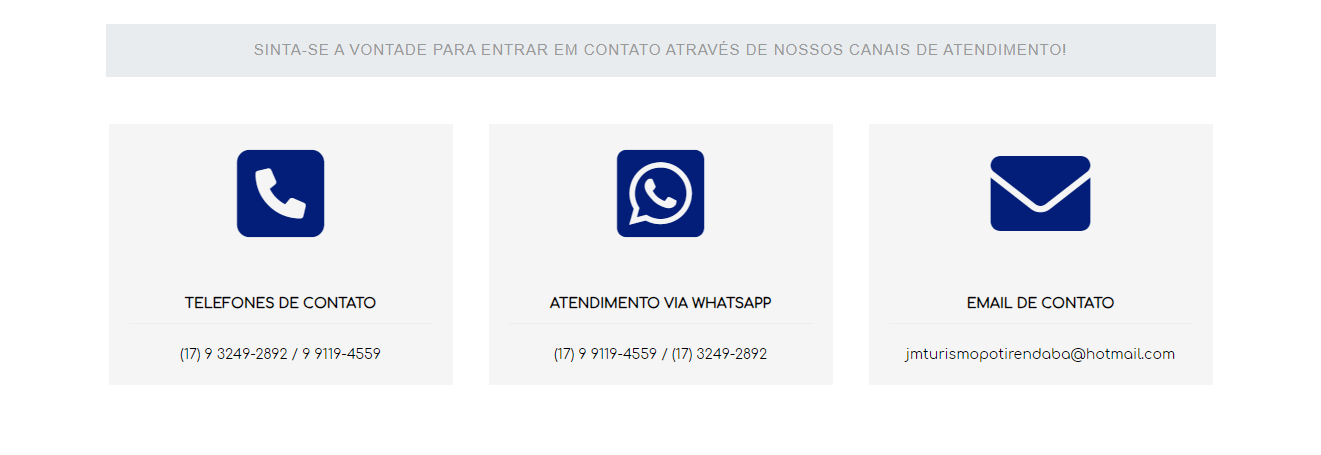 SINTA-SE A VONTADE PARA ENTRAR EM CONTATO ATRAVÉS DE NOSSOS CANAIS DE ATENDIMENTO!
TELEFONES DE CONTATO
(17) 9 3249-2892 / 9 9119-4559
ATENDIMENTO VIA WHATSAPP
(17) 9 9119-4559 / (17) 3249-2892
EMAIL DE CONTATO
jmturismopotirendaba@hotmail.com